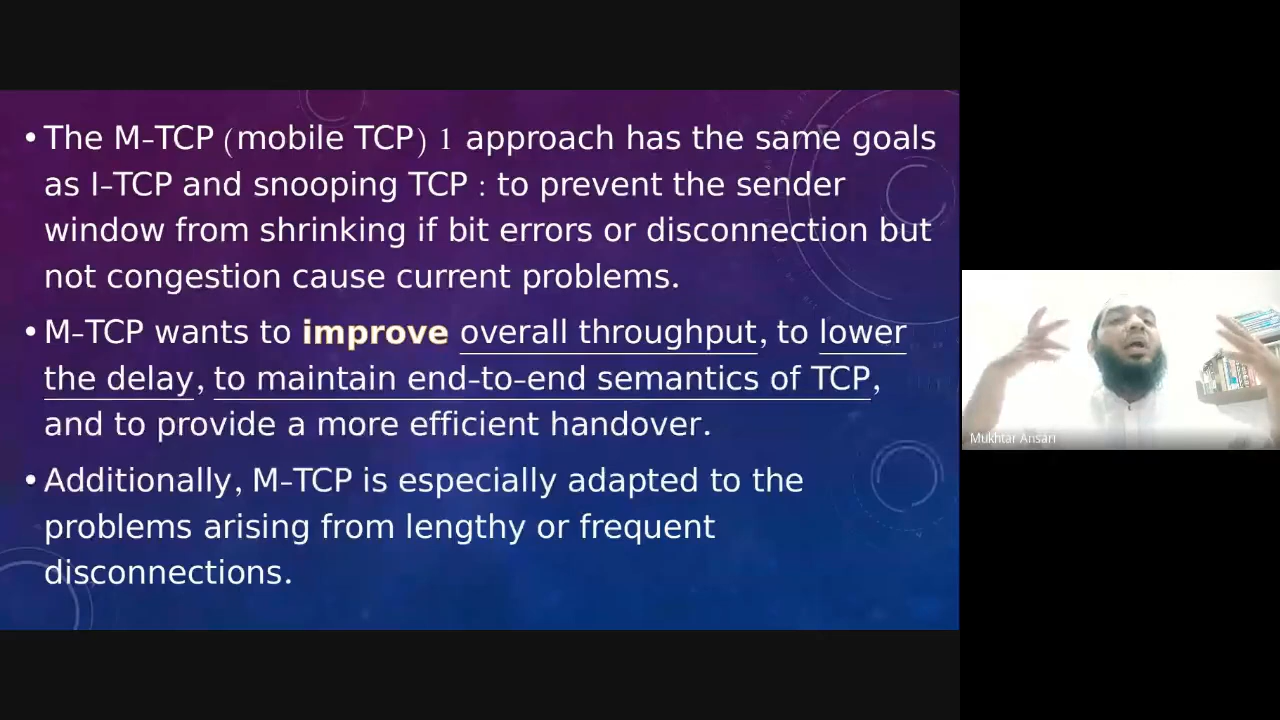 • The M-TCP (mobile TCP) 1 approach has the same goals
as I-TCP and snooping TCP : to prevent the sender
window from shrinking if bit errors or disconnection but
not congestion cause current problems.
• M-TCP wants to improve overall throughput, to lower
the delay, to maintain end-to-end semantics of TCP,
and to provide a more efficient handover.
• Additionally, M-TCP is especially adapted to the
problems arising from lengthy or frequent
disconnections.
Mukhtar Ansari